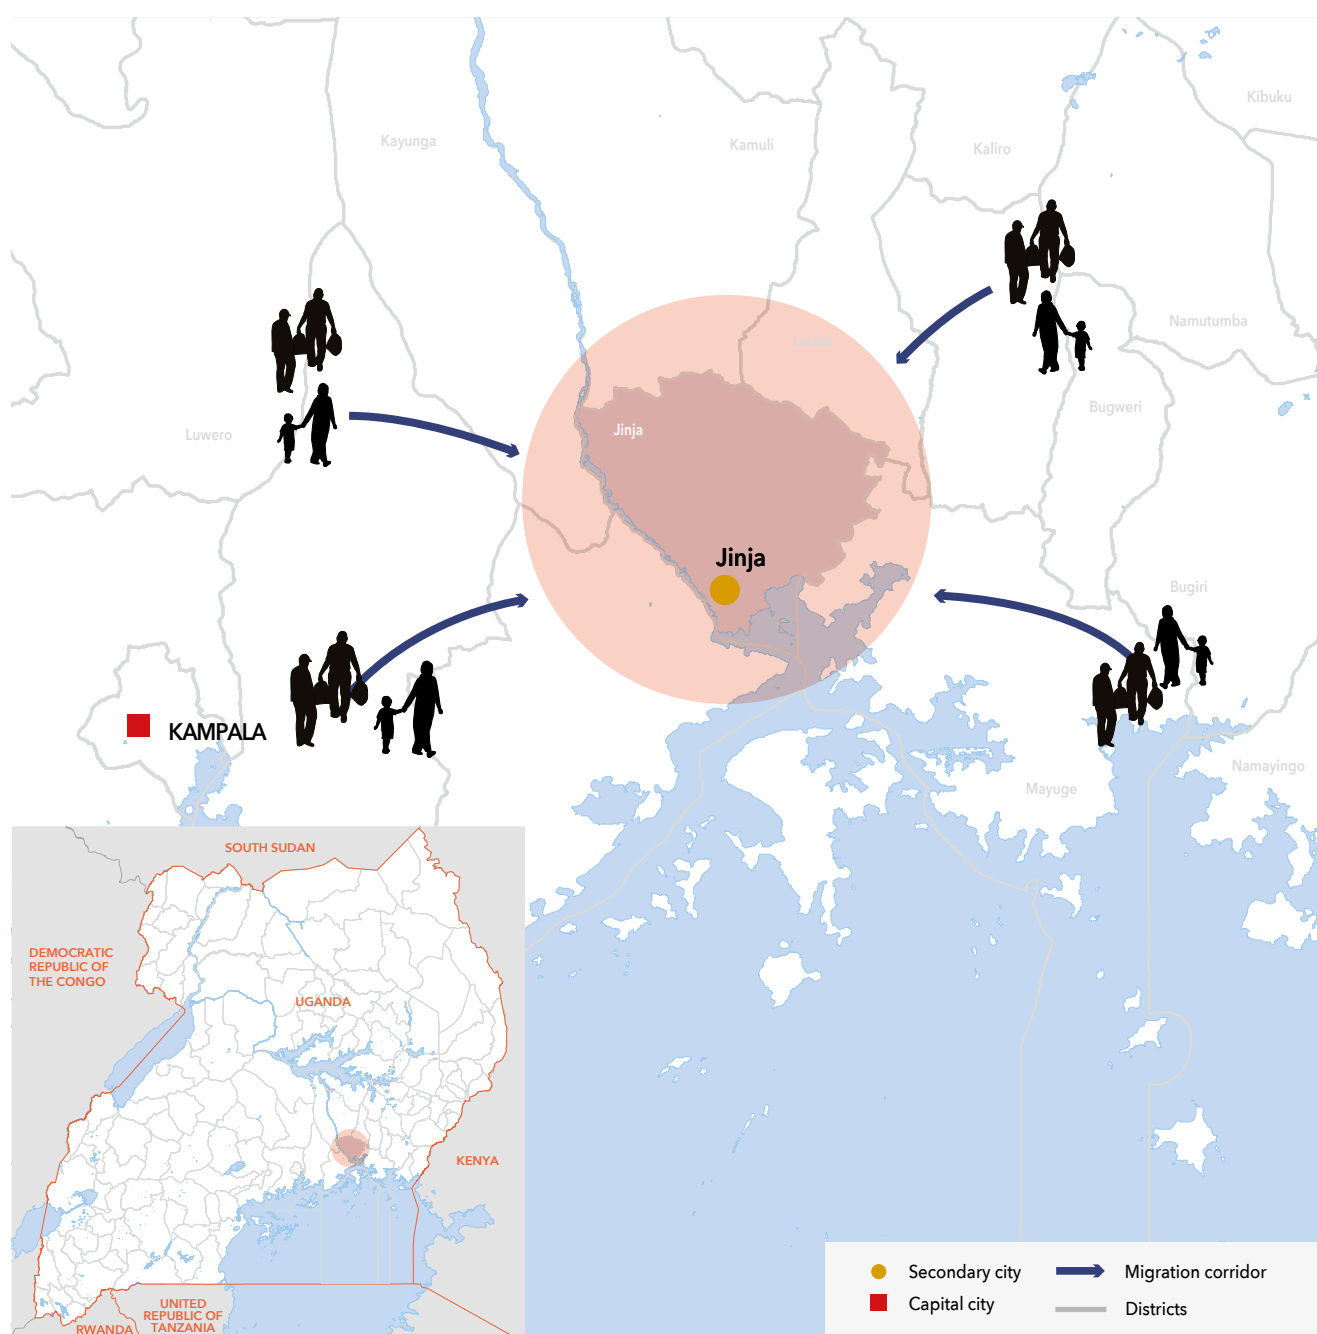 Kibuku
Kayunga
Kamuli
Kaliro
Namutumba
Luuka
Bugweri
Jinja
Luwero
Jinja
Bugiri
KAMPALA
Namayingo
Mayuge
SOUTH SUDAN
DEMOCRATIC
REPUBLIC OF
THE CONGO
UGANDA
KENYA
UNITED
REPUBLIC OF
TANZANIA
RWANDA
Secondary city
Migration corridor
Capital city
Districts